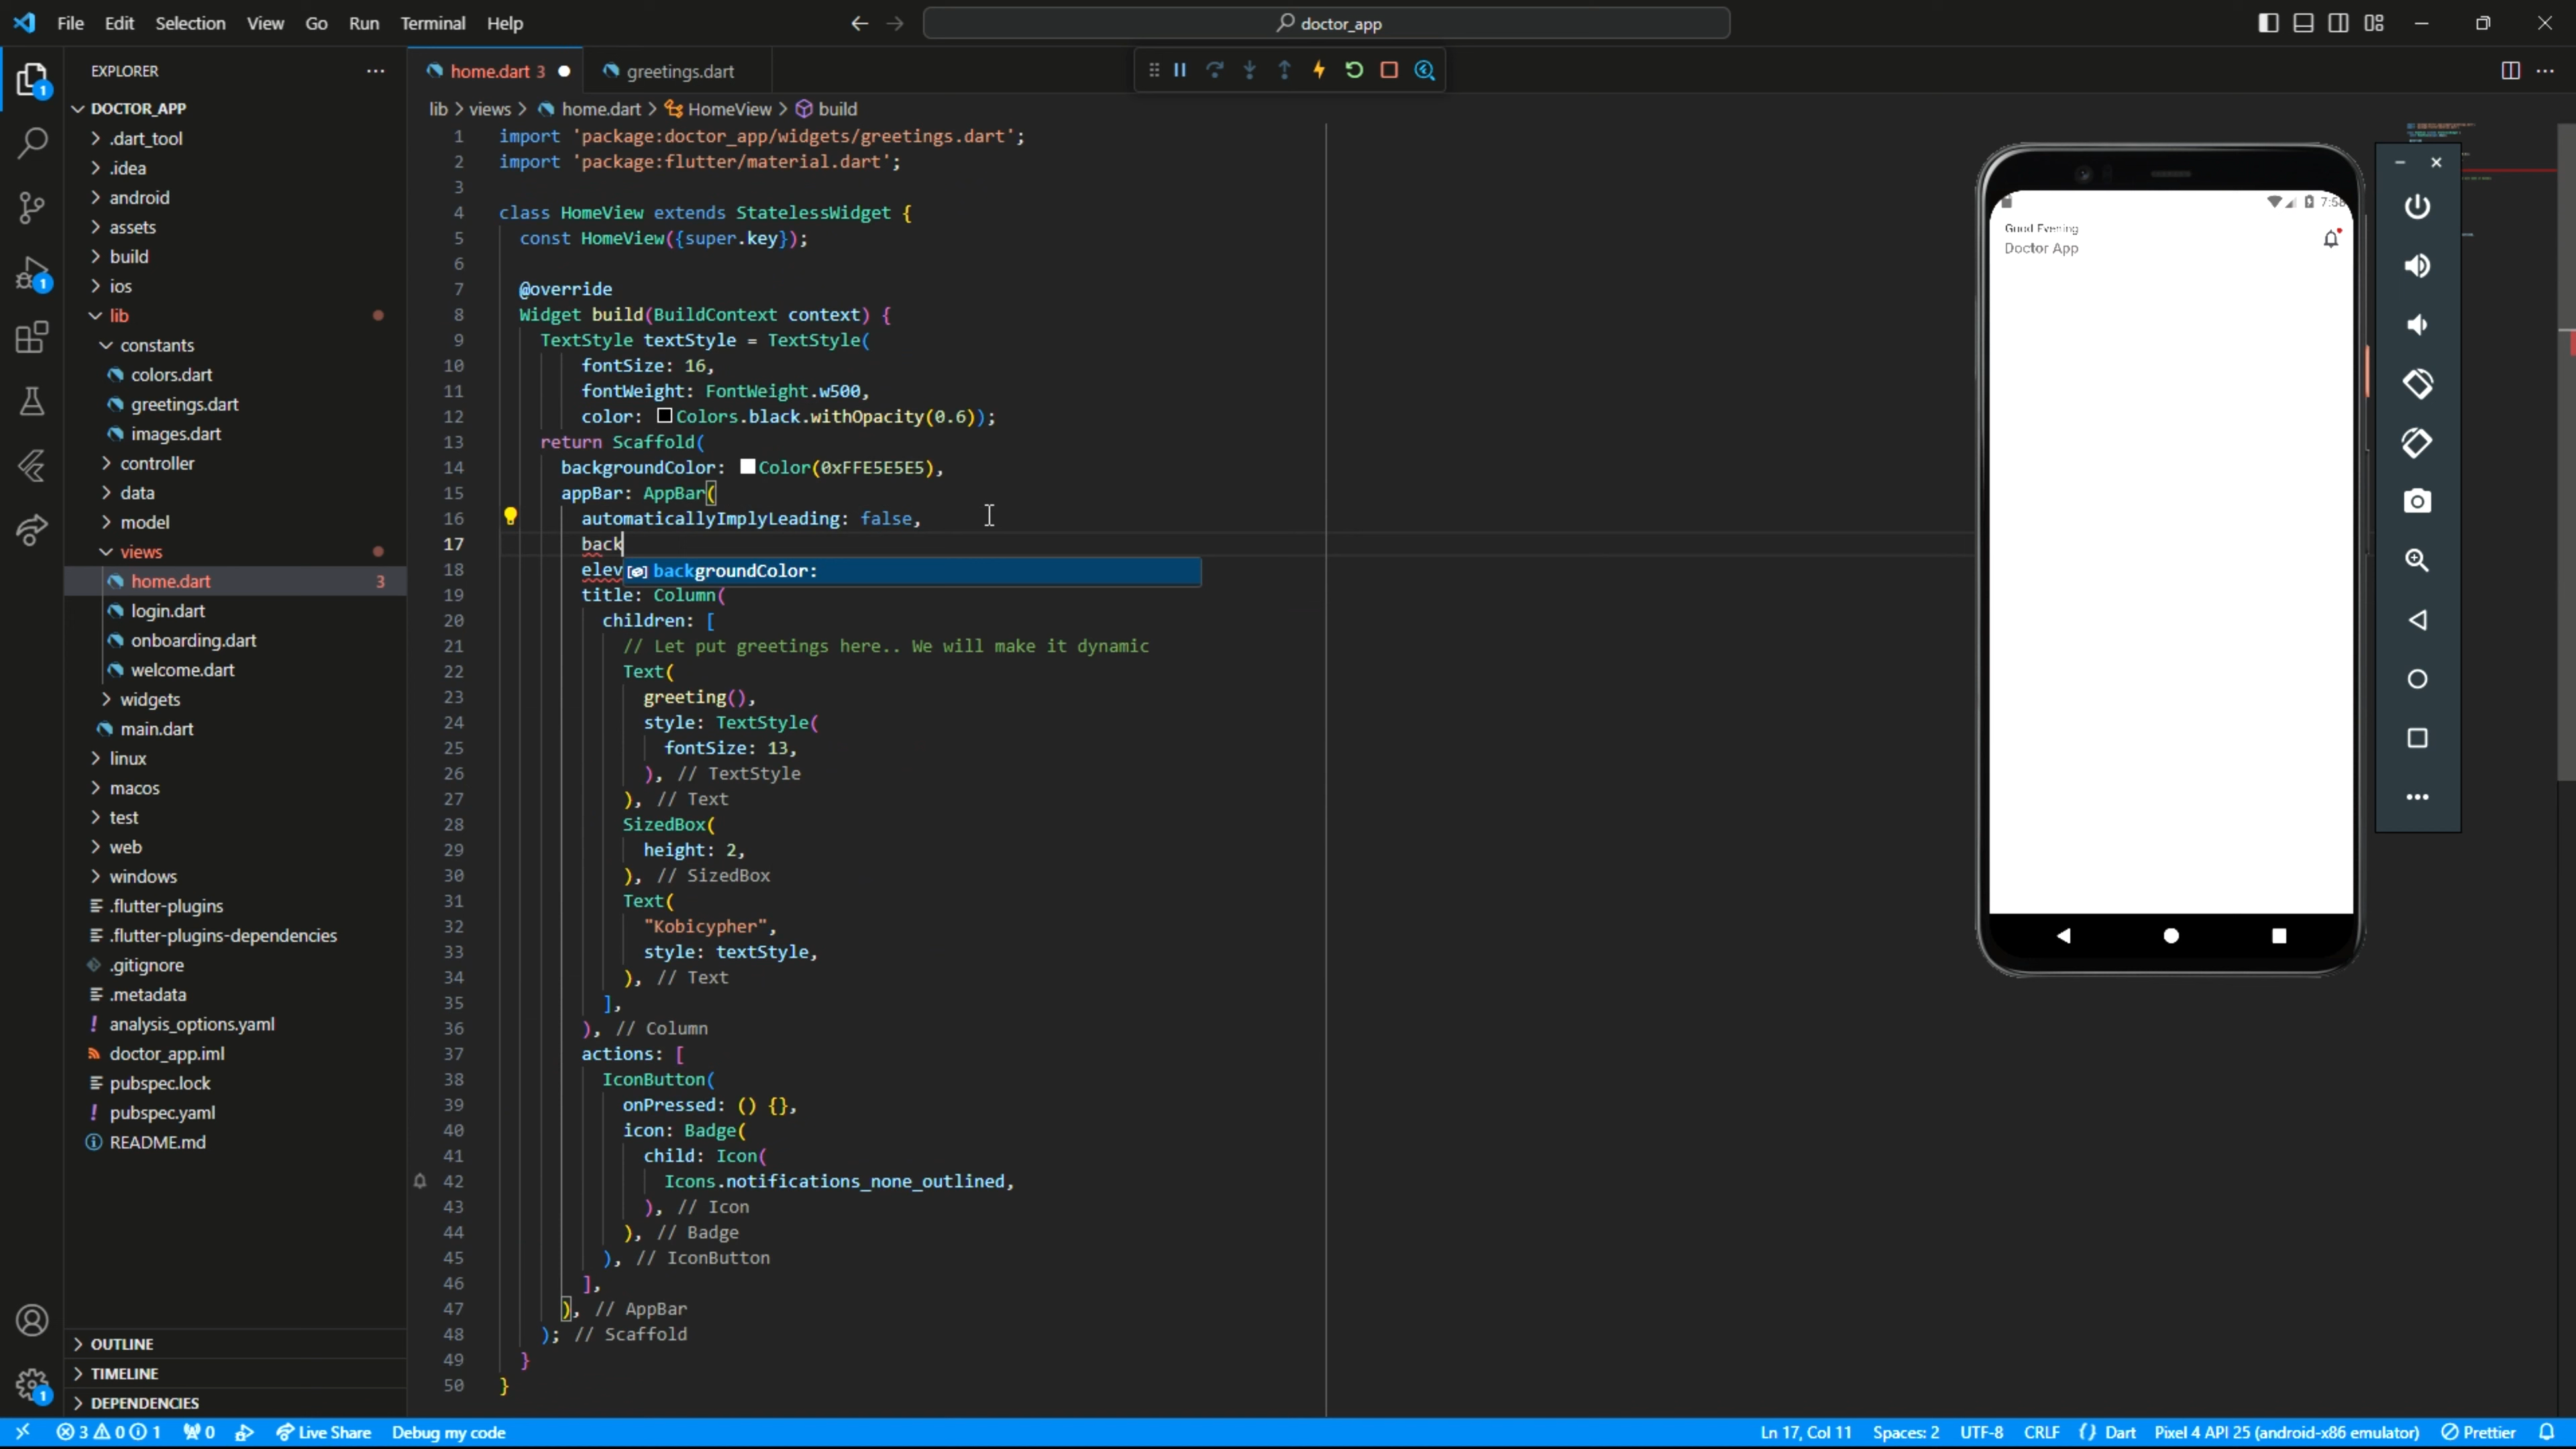 File Edit Selection View Go Run Terminal Help
doctor_app
EXPLORER
DOCTOR_APP
.dart_tool
.idea
android
assets
build
ios
lib
constants
colors.dart
greetings.dart
images.dart
controller
data
model
views
home.dart 3
login.dart
onboarding.dart
welcome.dart
widgets
main.dart
linux
macos
test
web
windows
.flutter-plugins
.flutter-plugins-dependencies
.gitignore
.metadata
analysis_options.yaml
doctor_app.iml
pubspec.lock
pubspec.yaml
README.md
OUTLINE
TIMELINE
DEPENDENCIES
home.dart 3
greetings.dart
lib > views > home.dart > HomeView > build
1 import 'package:doctor_app/widgets/greetings.dart';
2 import 'package:flutter/material.dart';
3
4 class HomeView extends StatelessWidget {
5 const HomeView({super.key});
6
7 @override
8 Widget build(BuildContext context) {
9 TextStyle textStyle = TextStyle(
10 fontSize: 16,
11 fontWeight: FontWeight.w500,
12 color: Colors.black.withOpacity(0.6));
13 return Scaffold(
14 backgroundColor: Color(0xFFE5E5E5),
15 appBar: AppBar(
16 automaticallyImplyLeading: false,
17 back
18 elev
backgroundColor:
19 title: Column(
20 children: [
21 // Let put greetings here.. We will make it dynamic
22 Text(
23 greeting(),
24 style: TextStyle(
25 fontSize: 13,
26 ), // TextStyle
27 ), // Text
28 SizedBox(
29 height: 2,
30 ), // SizedBox
31 Text(
32 "Kobicypher",
33 style: textStyle,
34 ), // Text
35 ],
36 ), // Column
37 actions: [
38 IconButton(
39 onPressed: () {},
40 icon: Badge(
41 child: Icon(
42 Icons.notifications_none_outlined,
43 ), // Icon
44 ), // Badge
45 ), // IconButton
46 ],
47 ), // AppBar
48 ); // Scaffold
49 }
50 }
7:58
Good Evening
Doctor App
1
1
1
3 0 1 0 Live Share Debug my code
Ln 17, Col 11 Spaces: 2 UTF-8 CRLF {} Dart Pixel 4 API 25 (android-x86 emulator) Prettier